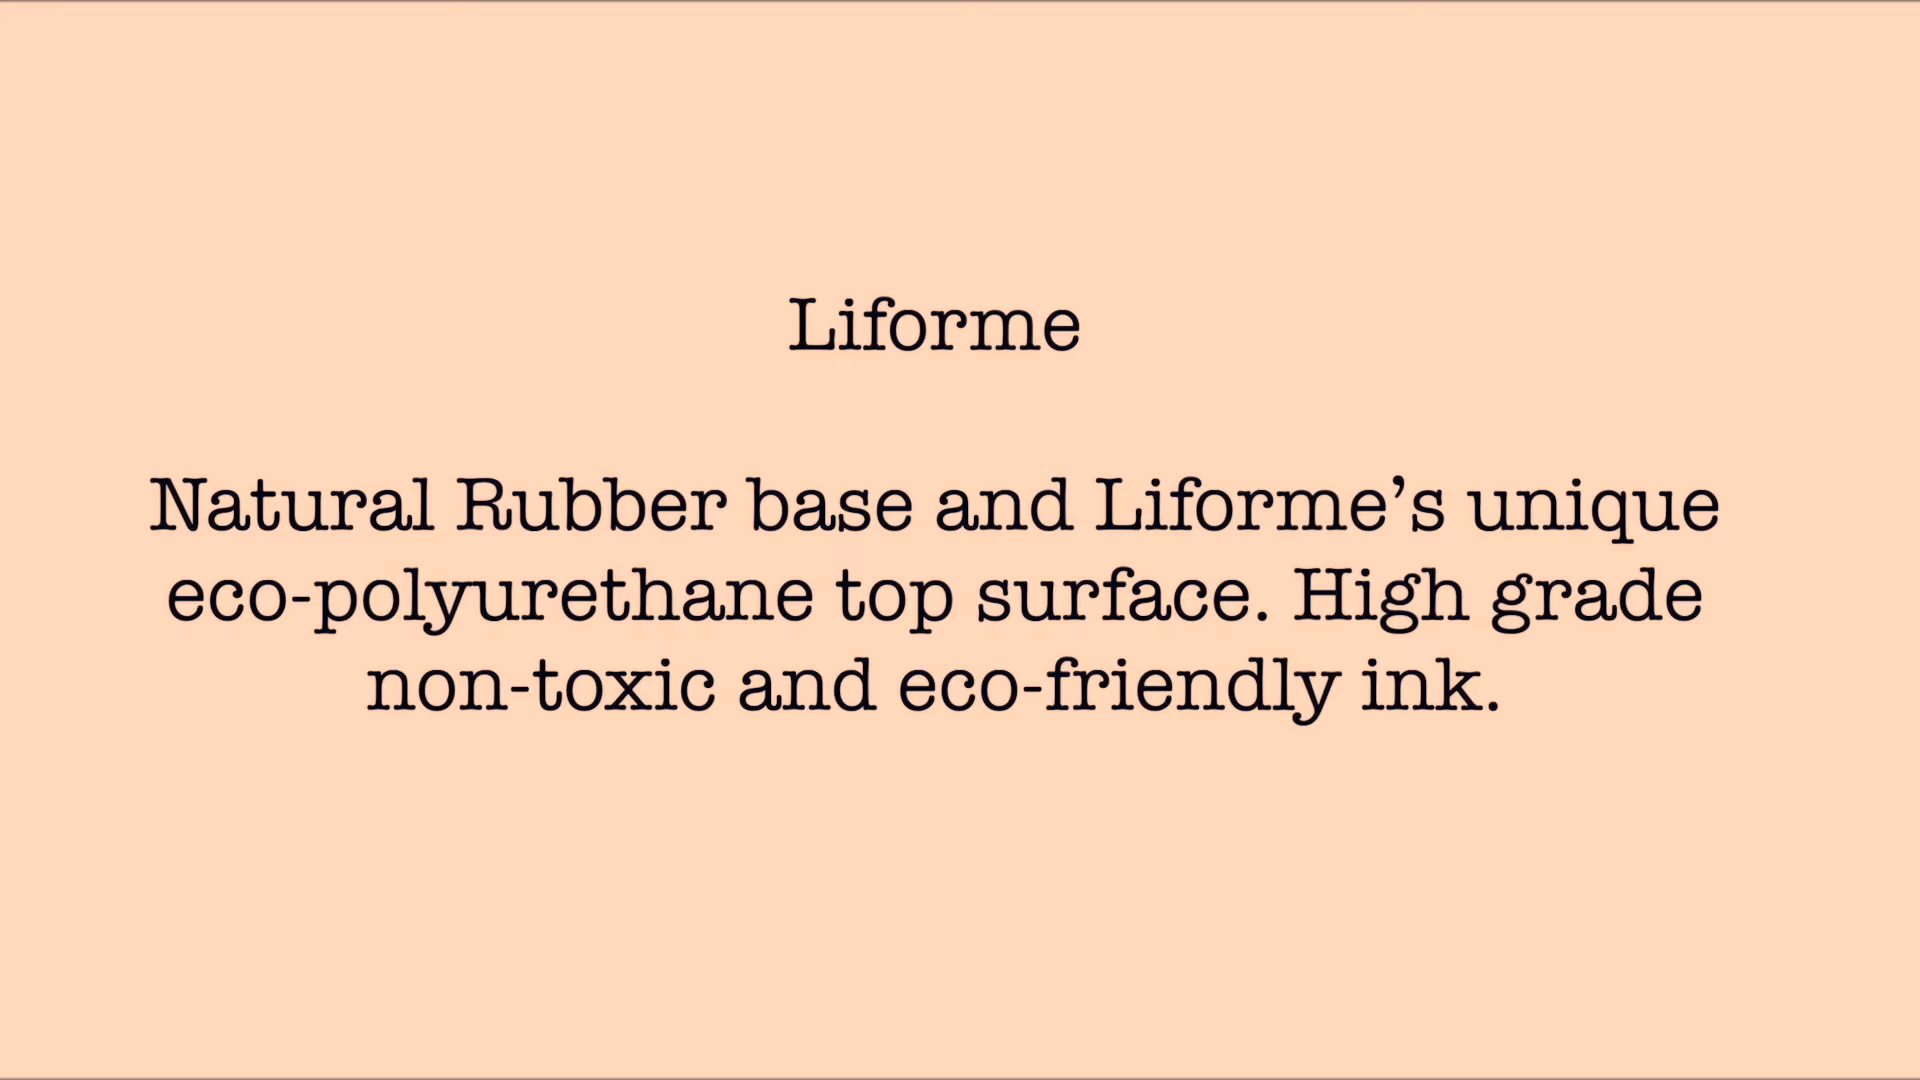 Liforme
Natural Rubber base and Liforme’s unique
eco-polyurethane top surface. High grade
non-toxic and eco-friendly ink.